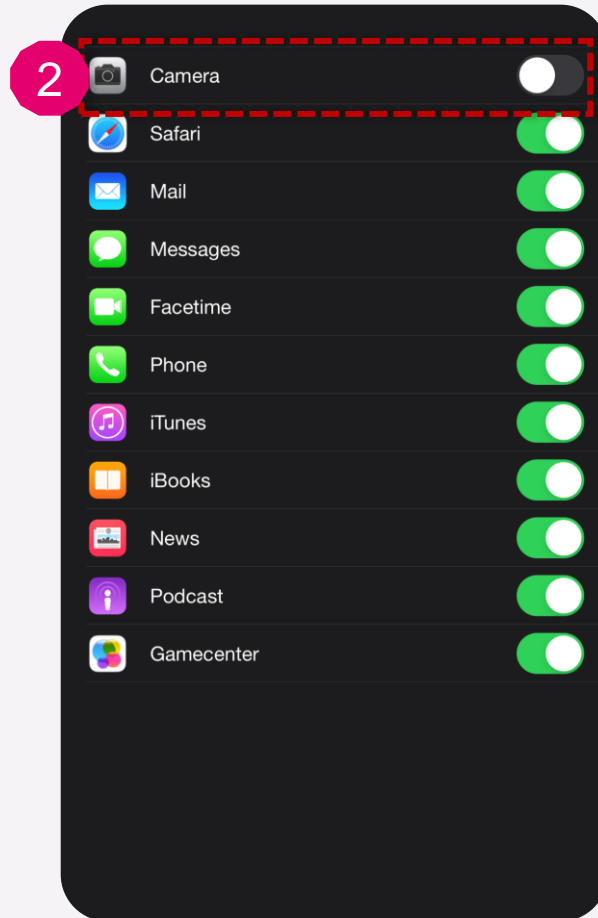 2
Camera
Safari
Mail
Messages
Facetime
Phone
iTunes
iBooks
News
Podcast
Gamecenter